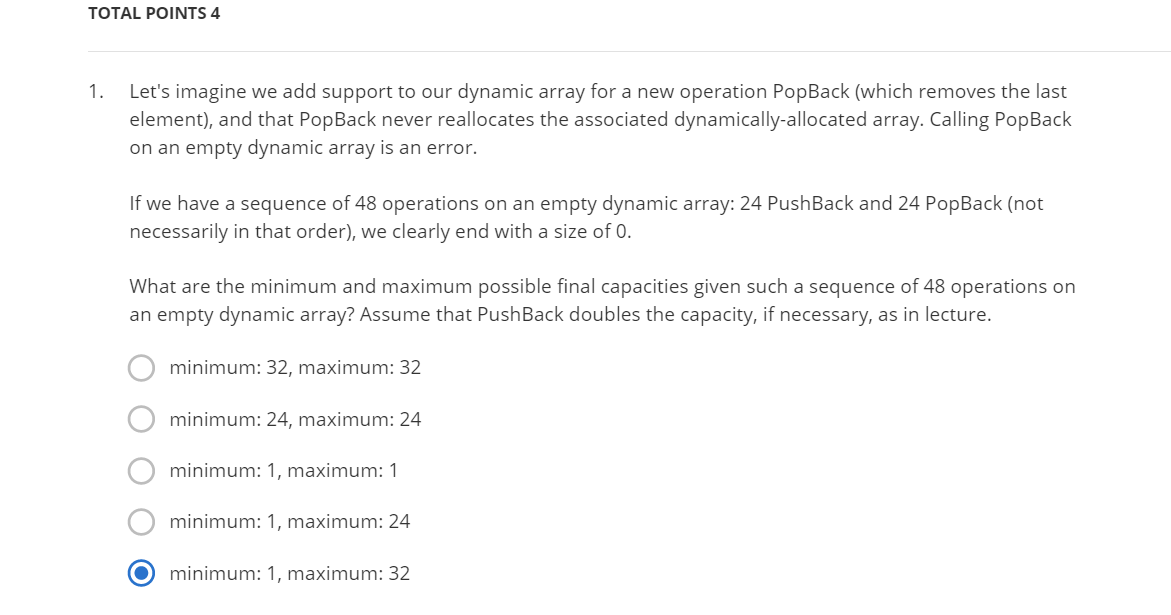 TOTAL POINTS 4
1. Let's imagine we add support to our dynamic array for a new operation PopBack (which removes the last
element), and that PopBack never reallocates the associated dynamically-allocated array. Calling PopBack
on an empty dynamic array is an error.
If we have a sequence of 48 operations on an empty dynamic array: 24 PushBack and 24 PopBack (not
necessarily in that order), we clearly end with a size of 0.
What are the minimum and maximum possible final capacities given such a sequence of 48 operations on
an empty dynamic array? Assume that PushBack doubles the capacity, if necessary, as in lecture.
minimum: 32, maximum: 32
minimum: 24, maximum: 24
minimum: 1, maximum: 1
minimum: 1, maximum: 24
minimum: 1, maximum: 32